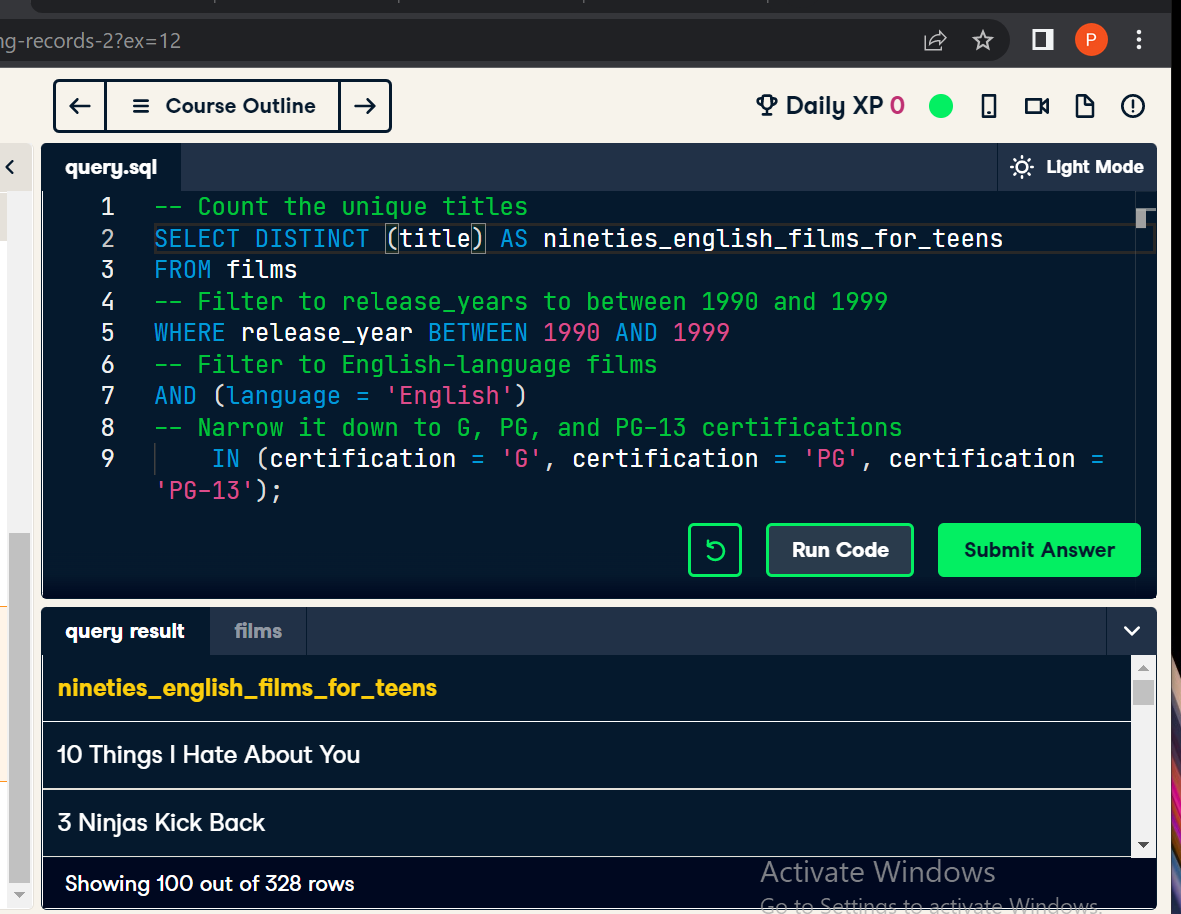 ng-records-2?ex=12
P
Course Outline
Daily XP 0
query.sql
Light Mode
1 -- Count the unique titles
2 SELECT DISTINCT (title) AS nineties_english_films_for_teens
3 FROM films
4 -- Filter to release_years to between 1990 and 1999
5 WHERE release_year BETWEEN 1990 AND 1999
6 -- Filter to English-language films
7 AND (language = 'English')
8 -- Narrow it down to G, PG, and PG-13 certifications
9 IN (certification = 'G', certification = 'PG', certification =
'PG-13');
Run Code
Submit Answer
query result
films
nineties_english_films_for_teens
10 Things I Hate About You
3 Ninjas Kick Back
Showing 100 out of 328 rows
Activate Windows
Go to Settings to activate Windows.